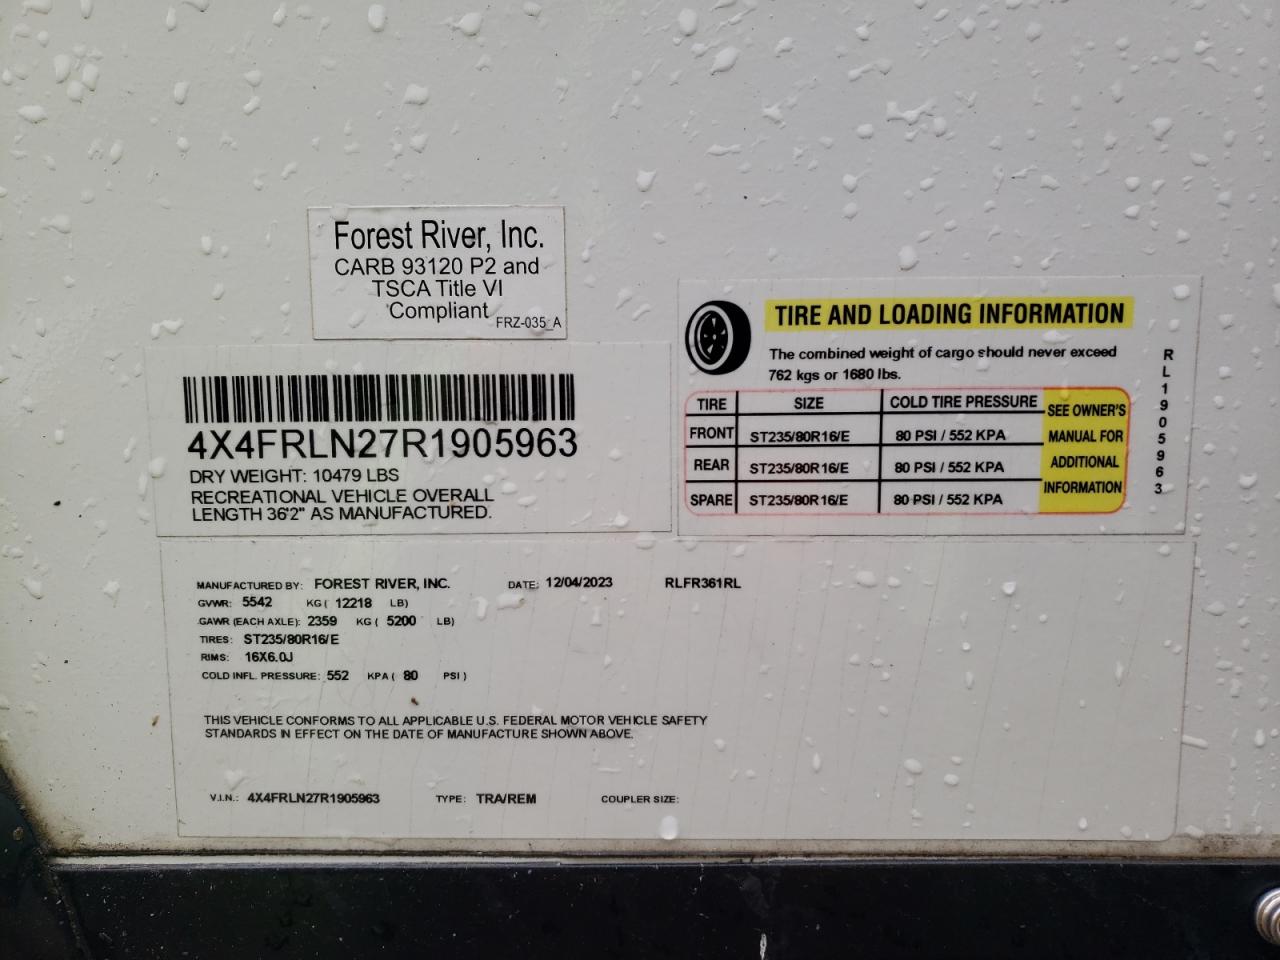 Forest River, Inc.
CARB 93120 P2 and
TSCA Title VI
Compliant
FRZ-035_A
4X4FRLN27R1905963
DRY WEIGHT: 10479 LBS
RECREATIONAL VEHICLE OVERALL
LENGTH 36'2" AS MANUFACTURED.
TIRE AND LOADING INFORMATION
The combined weight of cargo should never exceed
762 kgs or 1680 lbs.
TIRE SIZE COLD TIRE PRESSURE
FRONT ST235/80R16/E 80 PSI / 552 KPA
REAR ST235/80R16/E 80 PSI / 552 KPA
SPARE ST235/80R16/E 80 PSI / 552 KPA
SEE OWNER'S
MANUAL FOR
ADDITIONAL
INFORMATION
RL1905963
MANUFACTURED BY: FOREST RIVER, INC. DATE: 12/04/2023 RLFR361RL
GVWR: 5542 KG ( 12218 LB)
GAWR (EACH AXLE): 2359 KG ( 5200 LB)
TIRES: ST235/80R16/E
RIMS: 16X6.0J
COLD INFL. PRESSURE: 552 KPA ( 80 PSI )
THIS VEHICLE CONFORMS TO ALL APPLICABLE U.S. FEDERAL MOTOR VEHICLE SAFETY
STANDARDS IN EFFECT ON THE DATE OF MANUFACTURE SHOWN ABOVE.
V.I.N.: 4X4FRLN27R1905963 TYPE: TRA/REM COUPLER SIZE: